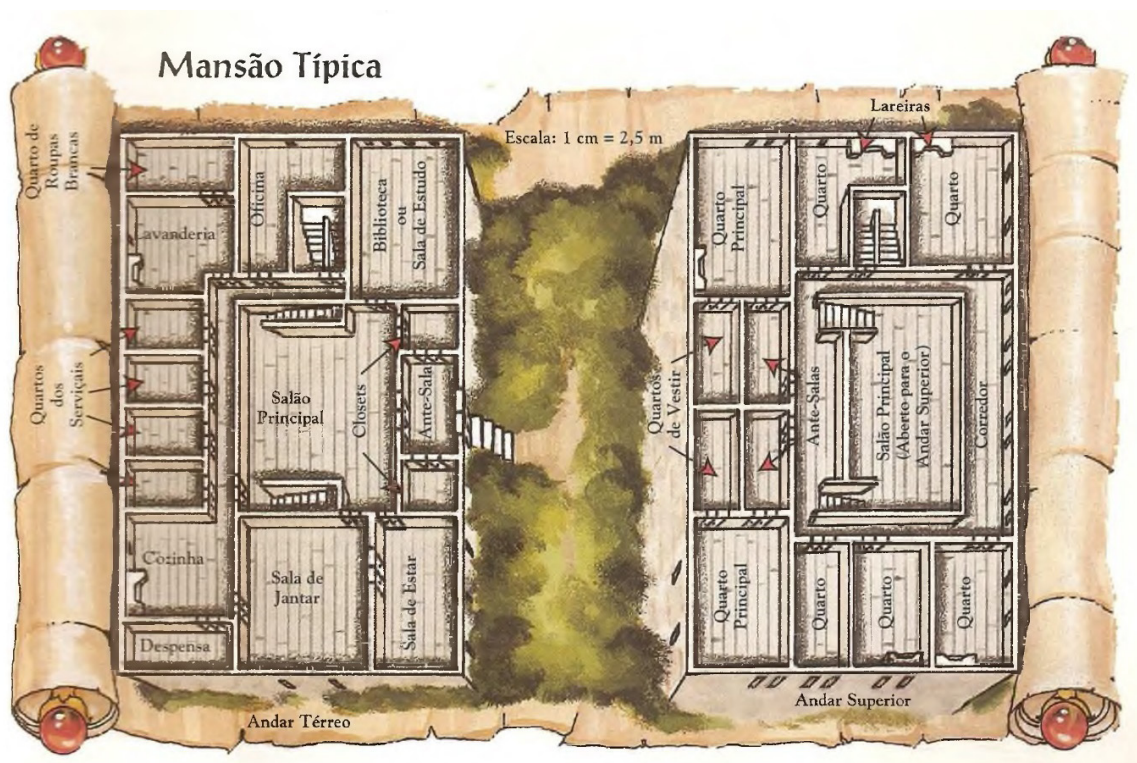 Mansão Típica
Escala: 1 cm = 2,5 m
Lareiras
Quarto de
Roupas
Brancas
Oficina
Biblioteca
ou
Sala de Estudo
Lavanderia
Quartos
dos
Serviçais
Salão
Principal
Closets
Ante-Sala
Cozinha
Sala de
Jantar
Sala de Estar
Despensa
Andar Térreo
Quarto
Principal
Quarto
Quarto
Quartos
de Vestir
Ante-Salas
Salão Principal
(Aberto para o
Andar Superior)
Corredor
Quarto
Principal
Quarto
Quarto
Quarto
Andar Superior